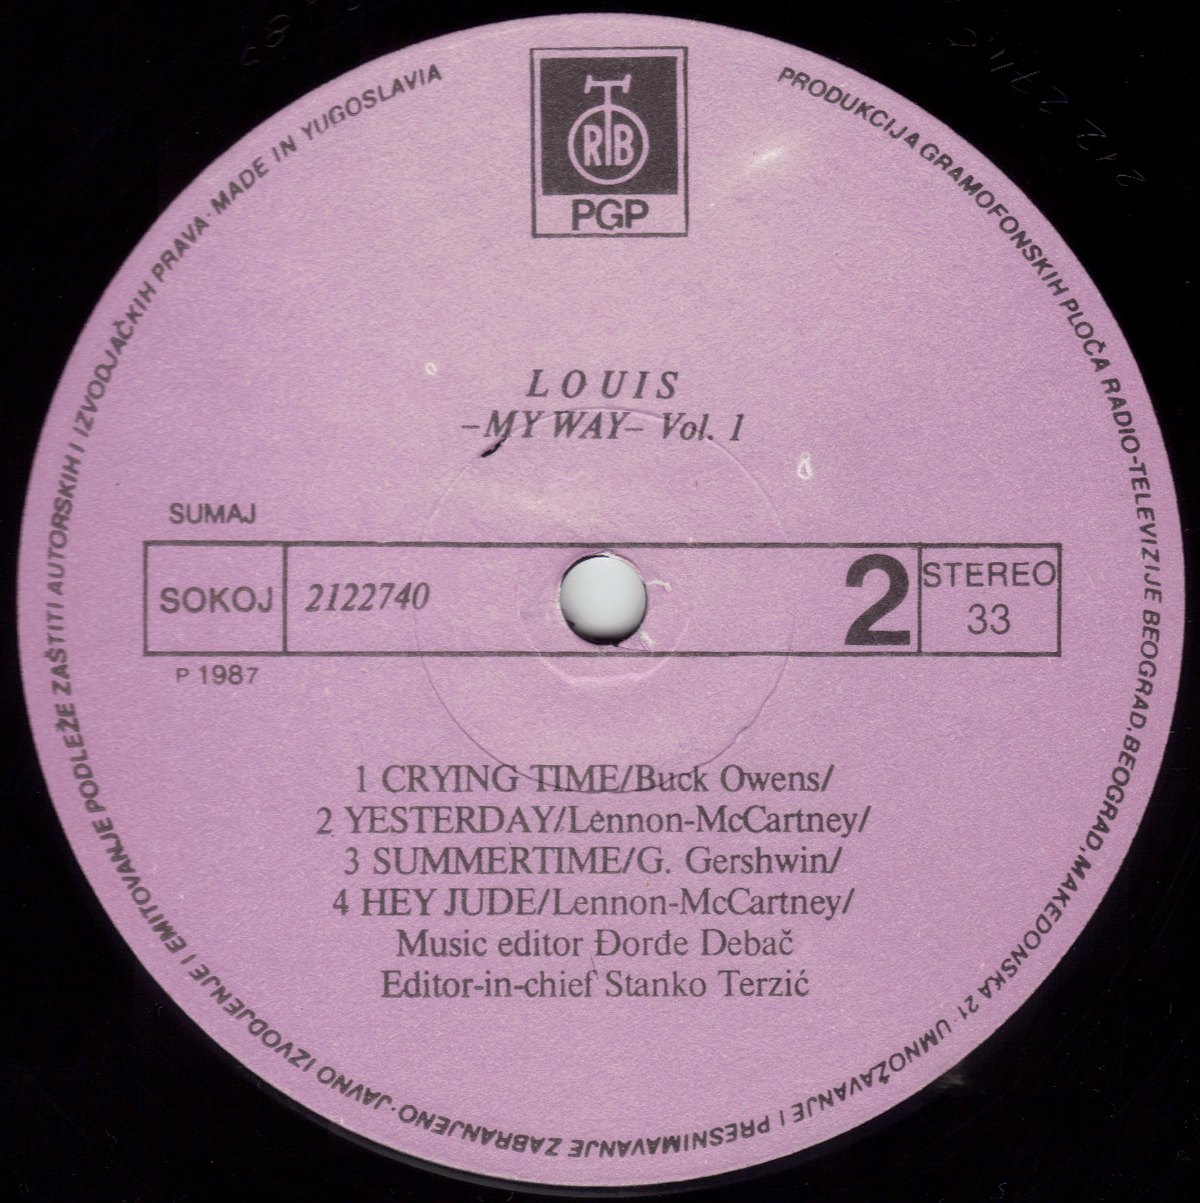 PRODUKCIJA GRAMOFONSKIH PLOČA RADIO-TELEVIZIJE BEOGRAD, BEOGRAD, MAKEDONSKA 21 · UMNOŽAVANJE I PRESNIMAVANJE ZABRANJENO · JAVNO IZVODJENJE I EMITOVANJE PODLEŽE ZAŠTITI AUTORSKIH I IZVODJAČKIH PRAVA · MADE IN YUGOSLAVIA
RTB
PGP
LOUIS
–MY WAY– Vol. 1
SUMAJ
SOKOJ 2122740 2 STEREO
33
P 1987
1 CRYING TIME/Buck Owens/
2 YESTERDAY/Lennon-McCartney/
3 SUMMERTIME/G. Gershwin/
4 HEY JUDE/Lennon-McCartney/
Music editor Đorđe Debač
Editor-in-chief Stanko Terzić